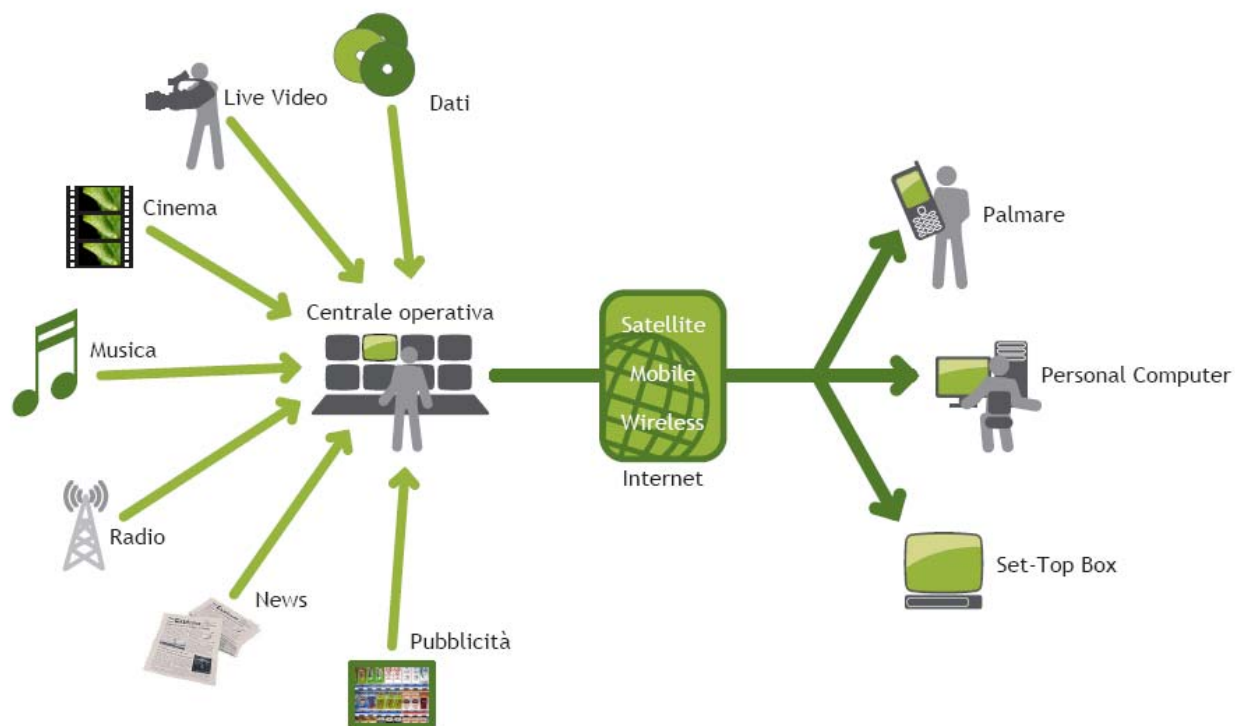 Live Video
Dati
Cinema
Palmare
Centrale operativa
Satellite
Musica
Mobile
Personal Computer
Wireless
Internet
Radio
Set-Top Box
News
Pubblicità